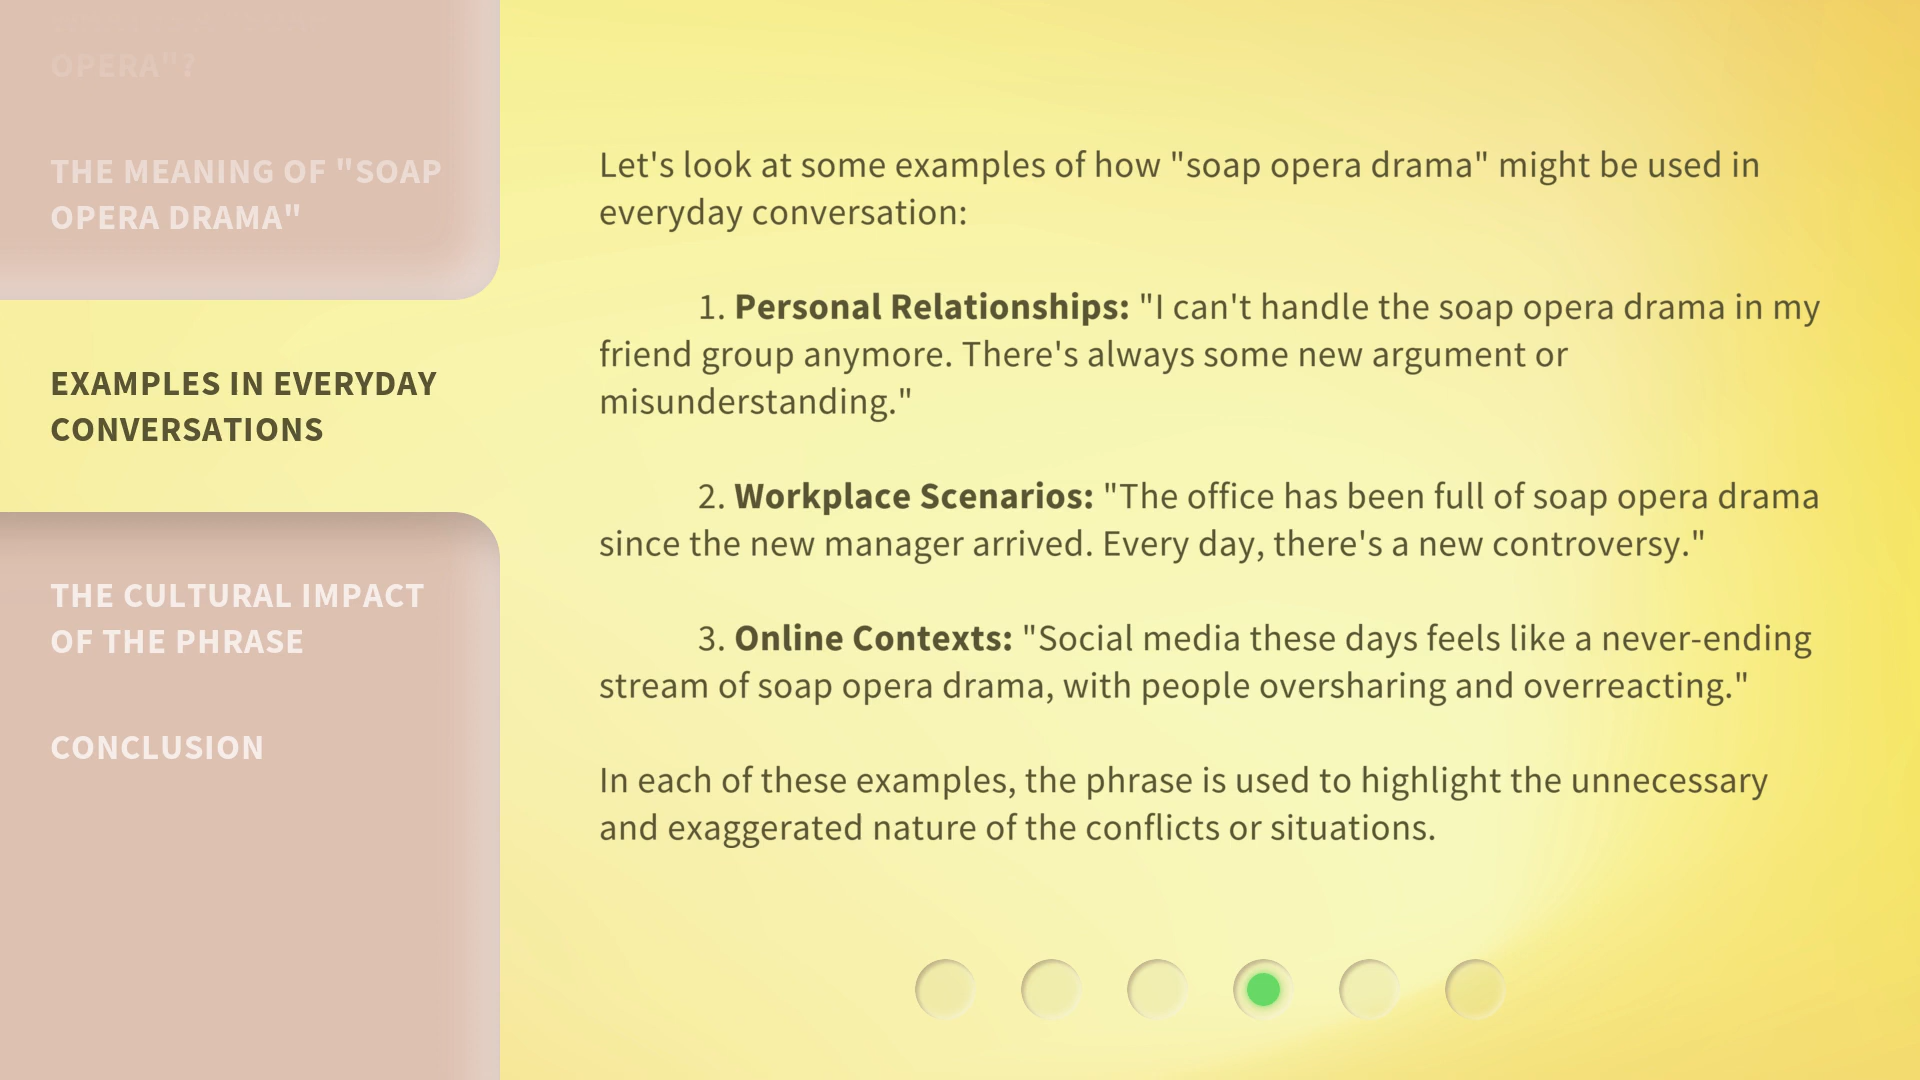 OPERA"?
THE MEANING OF "SOAP
OPERA DRAMA"
EXAMPLES IN EVERYDAY
CONVERSATIONS
THE CULTURAL IMPACT
OF THE PHRASE
CONCLUSION
Let's look at some examples of how "soap opera drama" might be used in
everyday conversation:
1. Personal Relationships: "I can't handle the soap opera drama in my
friend group anymore. There's always some new argument or
misunderstanding."
2. Workplace Scenarios: "The office has been full of soap opera drama
since the new manager arrived. Every day, there's a new controversy."
3. Online Contexts: "Social media these days feels like a never-ending
stream of soap opera drama, with people oversharing and overreacting."
In each of these examples, the phrase is used to highlight the unnecessary
and exaggerated nature of the conflicts or situations.